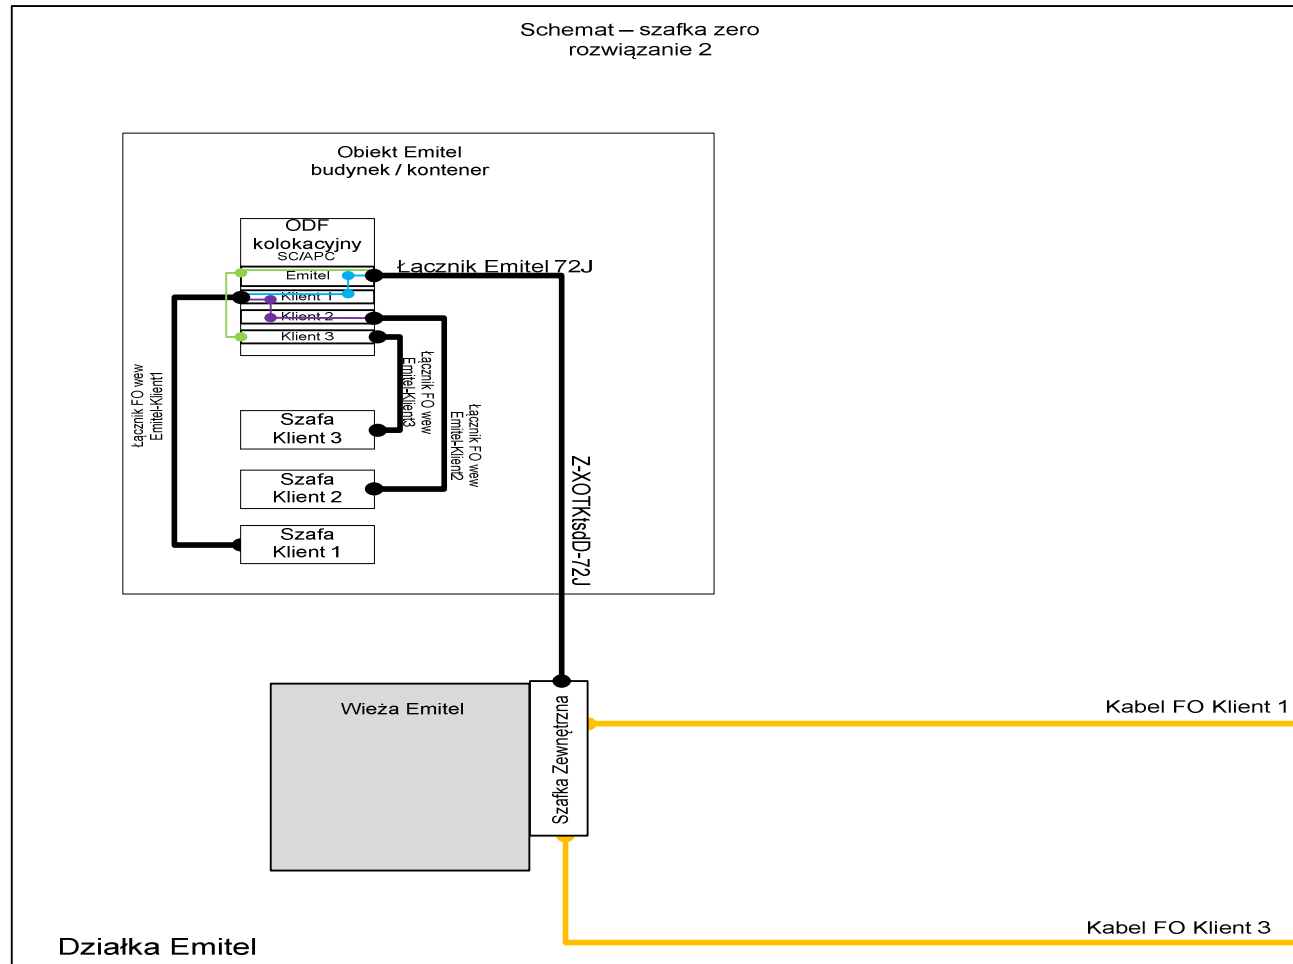 Schemat – szafka zero
rozwiązanie 2
Obiekt Emitel
budynek / kontener
ODF
kolokacyjny
SC/APC
Emitel
Klient 1
Klient 2
Klient 3
Łacznik Emitel 72J
Łącznik FO wew
Emitel-Klient1
Łącznik FO wew
Emitel-Klient3
Łącznik FO wew
Emitel-Klient2
Szafa
Klient 3
Szafa
Klient 2
Szafa
Klient 1
Z-XOTKtsdD-72J
Wieża Emitel
Szafka Zewnętrzna
Kabel FO Klient 1
Kabel FO Klient 3
Działka Emitel